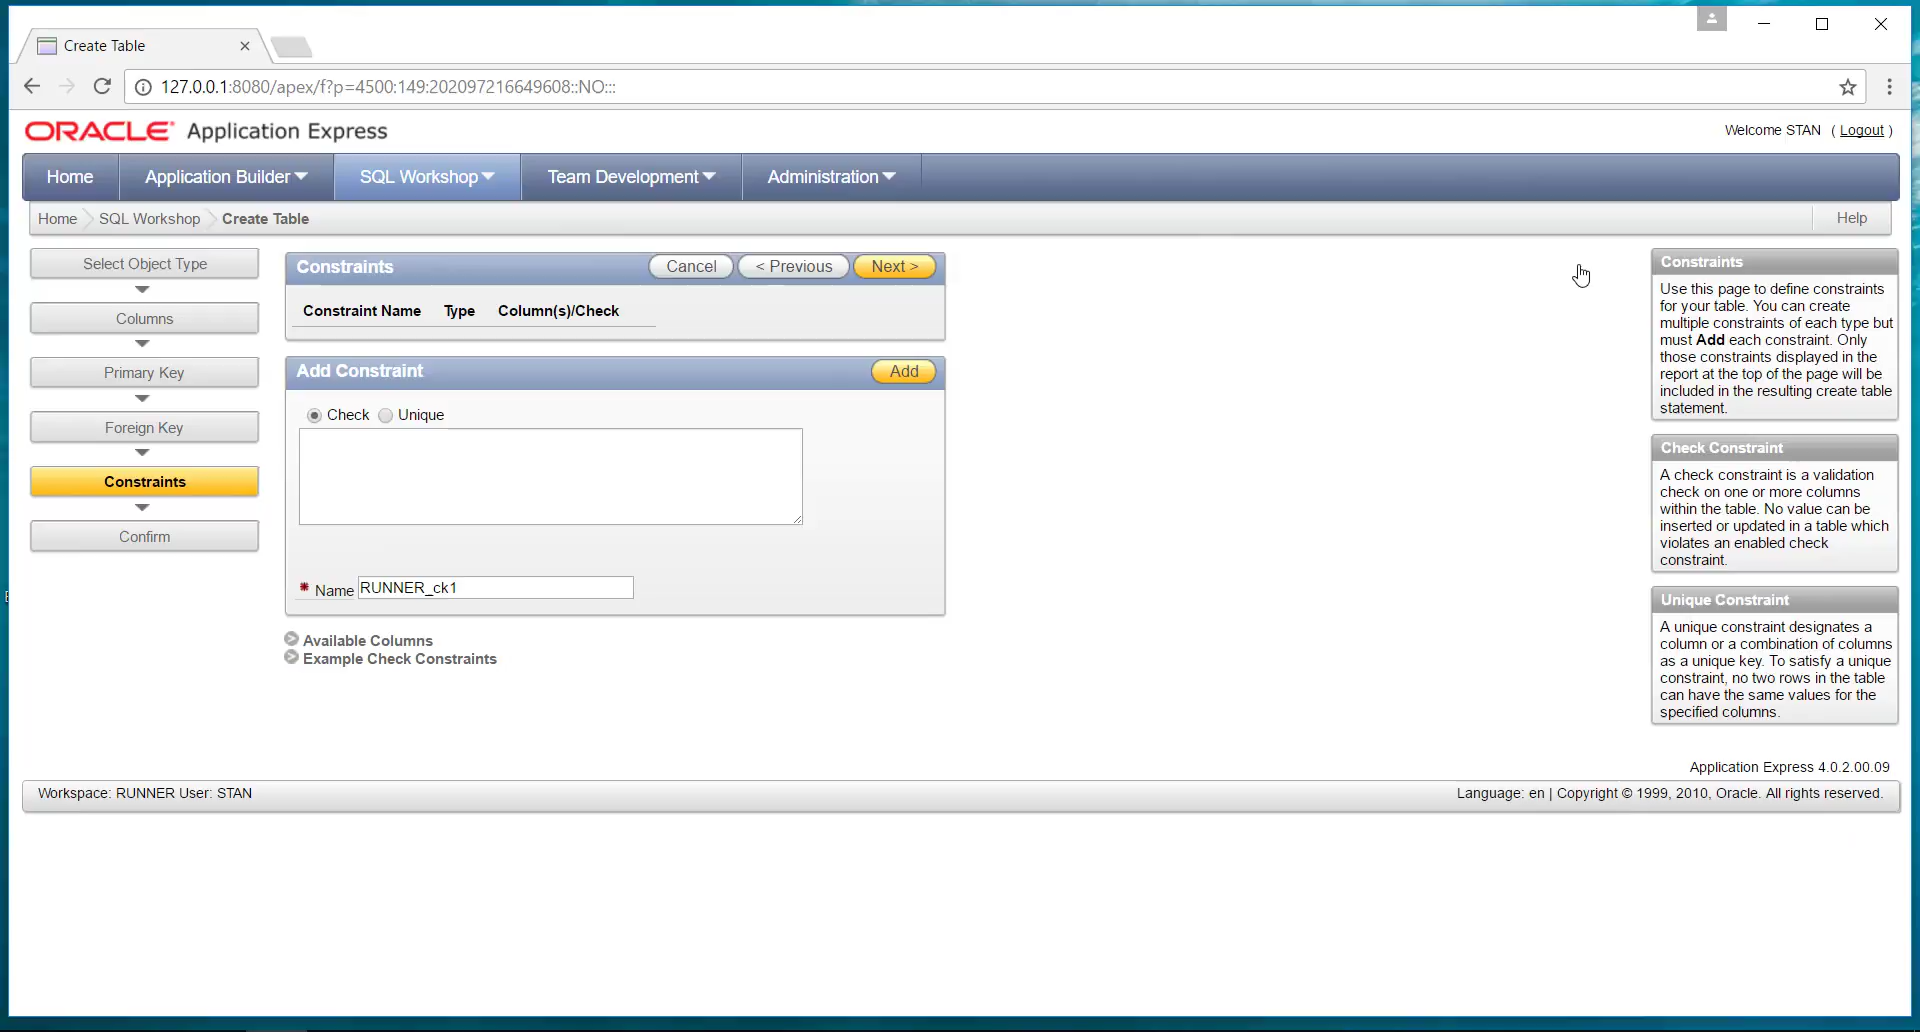 Create Table
127.0.0.1:8080/apex/f?p=4500:149:202097216649608::NO:::
ORACLE Application Express
Welcome STAN ( Logout )
Home
Application Builder
SQL Workshop
Team Development
Administration
Home
SQL Workshop
Create Table
Help
Select Object Type
Columns
Primary Key
Foreign Key
Constraints
Confirm
Constraints
Cancel
< Previous
Next >
Constraint Name Type Column(s)/Check
Add Constraint
Add
Check Unique
* Name RUNNER_ck1
Available Columns
Example Check Constraints
Constraints
Use this page to define constraints
for your table. You can create
multiple constraints of each type but
must Add each constraint. Only
those constraints displayed in the
report at the top of the page will be
included in the resulting create table
statement.
Check Constraint
A check constraint is a validation
check on one or more columns
within the table. No value can be
inserted or updated in a table which
violates an enabled check
constraint.
Unique Constraint
A unique constraint designates a
column or a combination of columns
as a unique key. To satisfy a unique
constraint, no two rows in the table
can have the same values for the
specified columns.
Application Express 4.0.2.00.09
Workspace: RUNNER User: STAN
Language: en | Copyright © 1999, 2010, Oracle. All rights reserved.